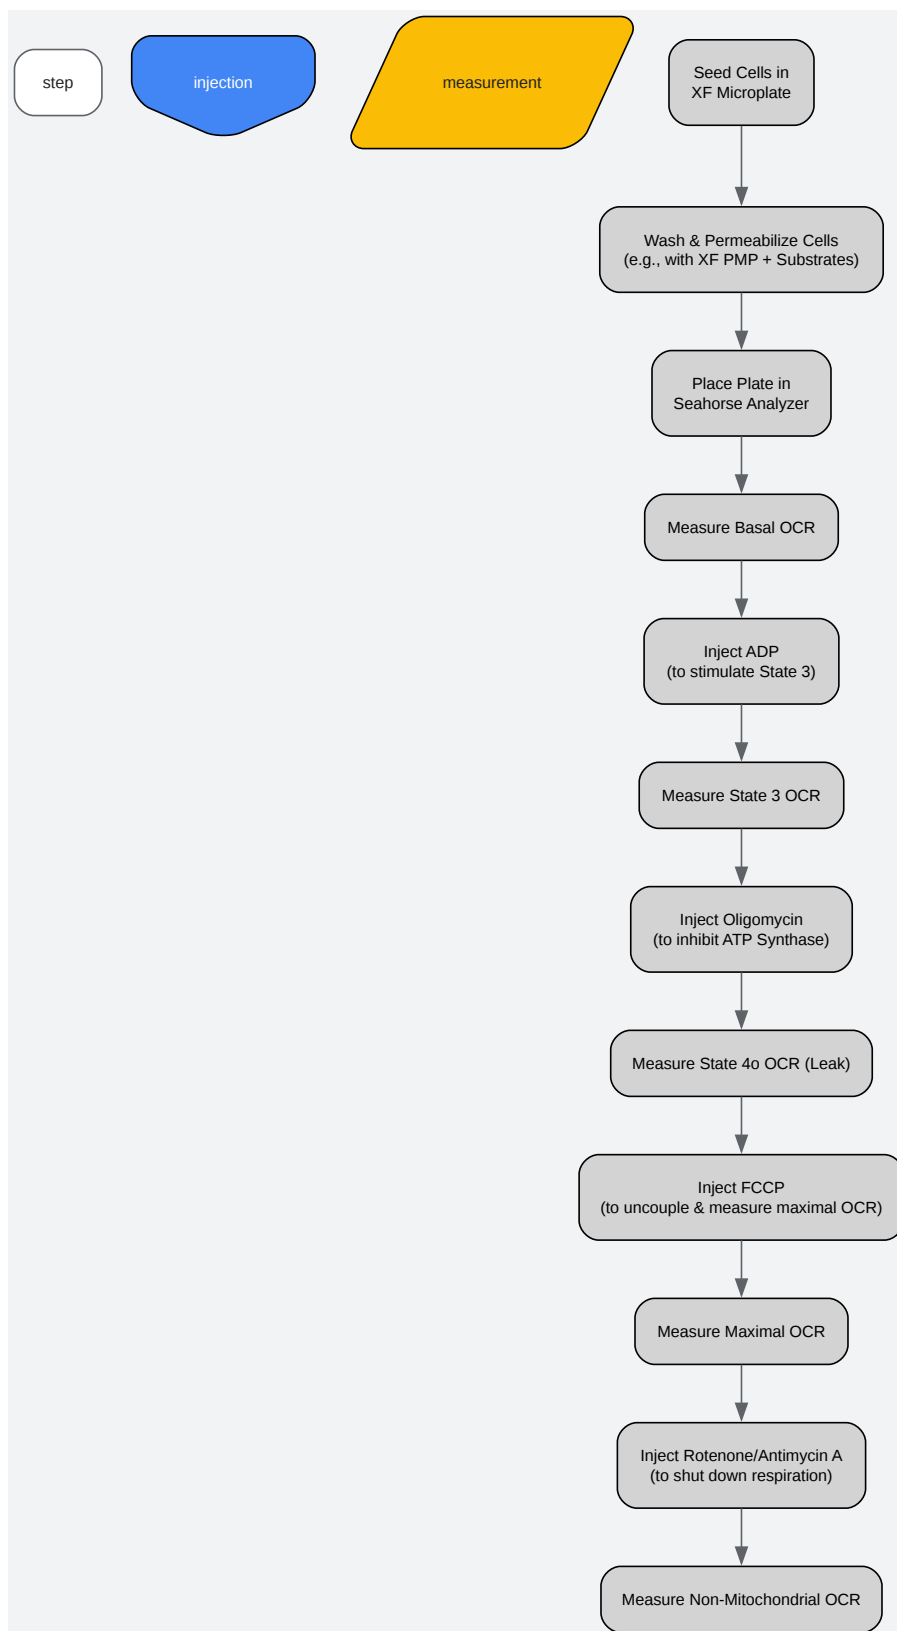 step
injection
measurement
Seed Cells in
XF Microplate
Wash & Permeabilize Cells
(e.g., with XF PMP + Substrates)
Place Plate in
Seahorse Analyzer
Measure Basal OCR
Inject ADP
(to stimulate State 3)
Measure State 3 OCR
Inject Oligomycin
(to inhibit ATP Synthase)
Measure State 4o OCR (Leak)
Inject FCCP
(to uncouple & measure maximal OCR)
Measure Maximal OCR
Inject Rotenone/Antimycin A
(to shut down respiration)
Measure Non-Mitochondrial OCR